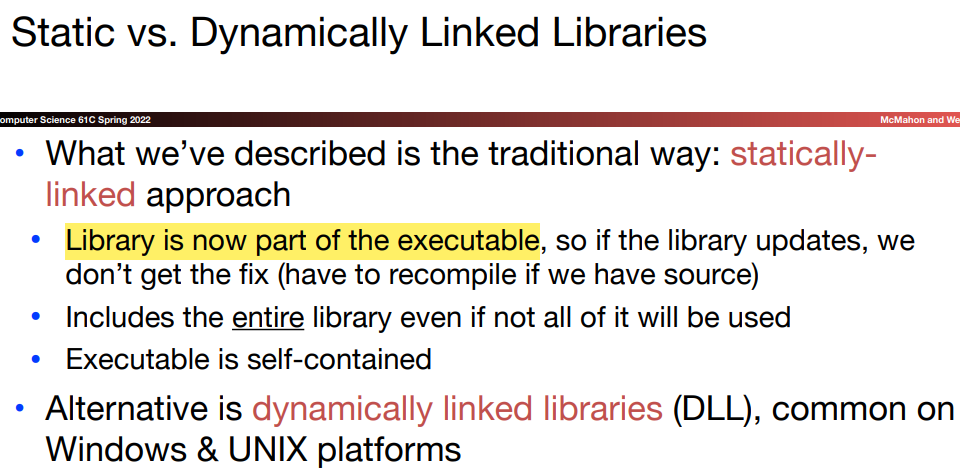 Static vs. Dynamically Linked Libraries
omputer Science 61C Spring 2022 McMahon and We
• What we’ve described is the traditional way: statically-
linked approach
• Library is now part of the executable, so if the library updates, we
don’t get the fix (have to recompile if we have source)
• Includes the entire library even if not all of it will be used
• Executable is self-contained
• Alternative is dynamically linked libraries (DLL), common on
Windows & UNIX platforms